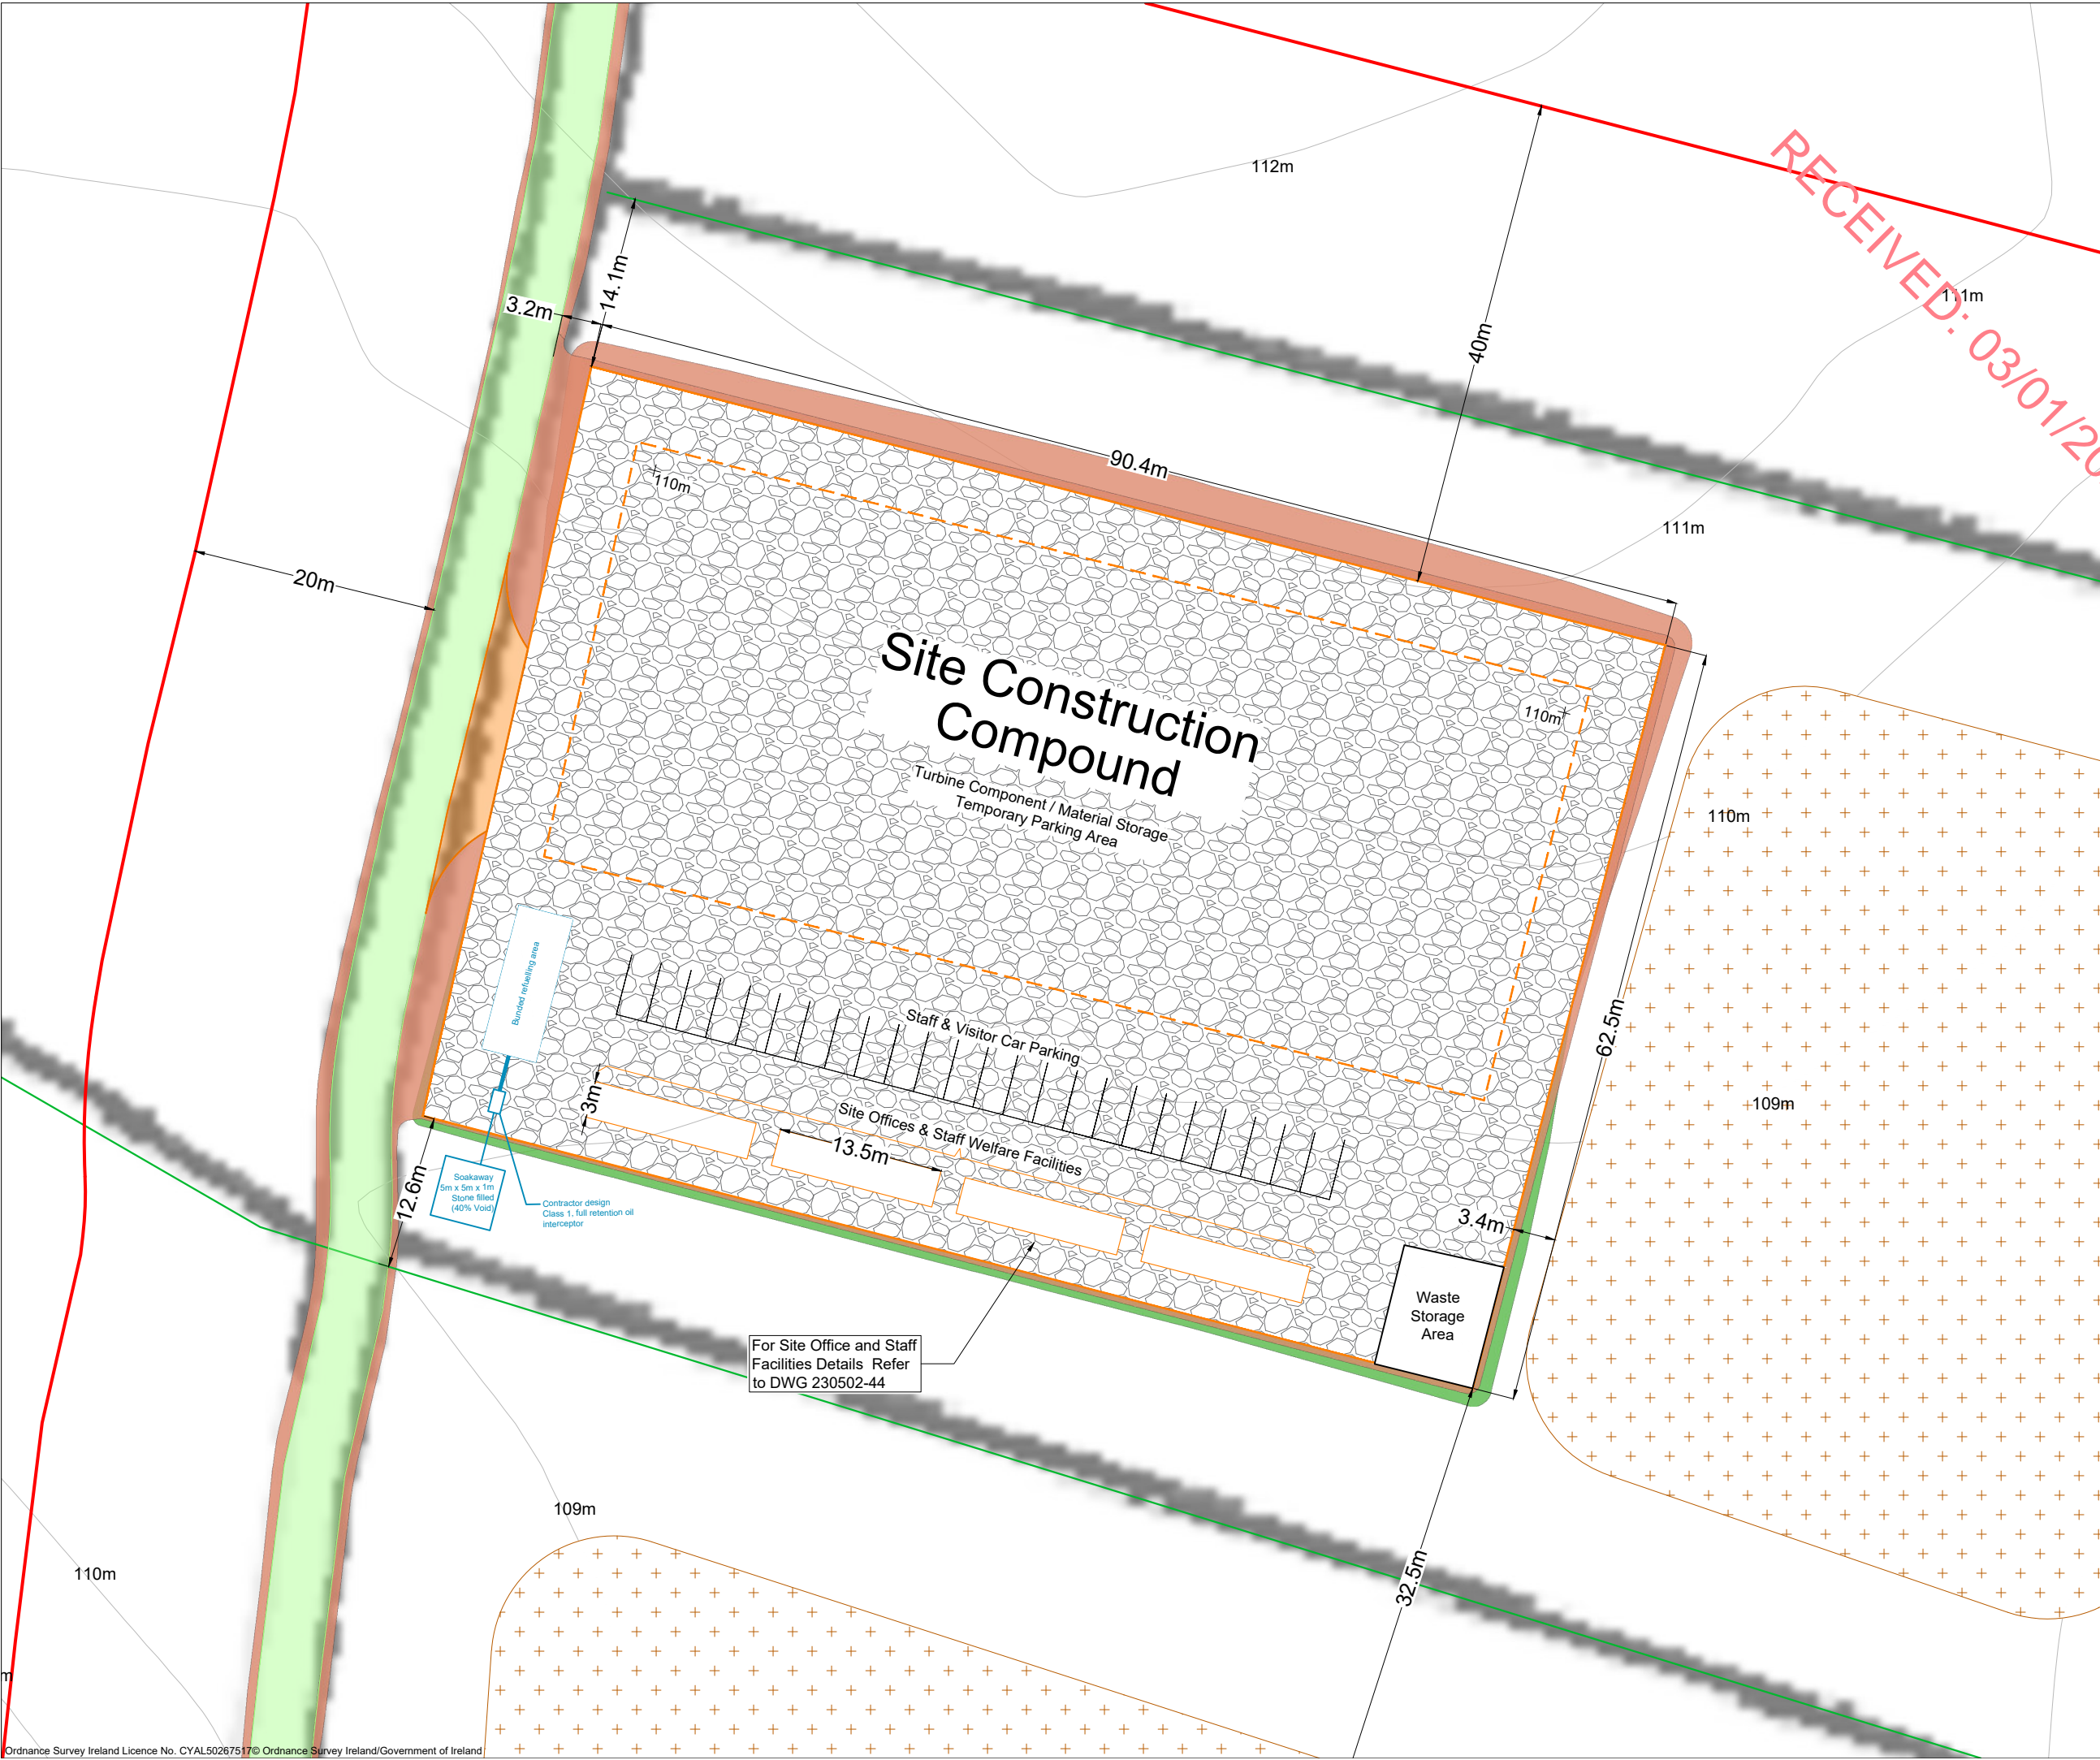 112m
RECEIVED: 03/01/20
111m
14.1m
3.2m
40m
90.4m
110m
111m
20m
Site Construction
Compound
110m
Turbine Component / Material Storage
Temporary Parking Area
110m
Bunded refuelling area
Staff & Visitor Car Parking
62.5m
109m
3m
Site Offices & Staff Welfare Facilities
13.5m
Soakaway
5m x 5m x 1m
Stone filled
(40% Void)
12.6m
Contractor design
Class 1. full retention oil
interceptor
3.4m
Waste
Storage
Area
For Site Office and Staff
Facilities Details Refer
to DWG 230502-44
109m
32.5m
110m
m
Ordnance Survey Ireland Licence No. CYAL50267517© Ordnance Survey Ireland/Government of Ireland